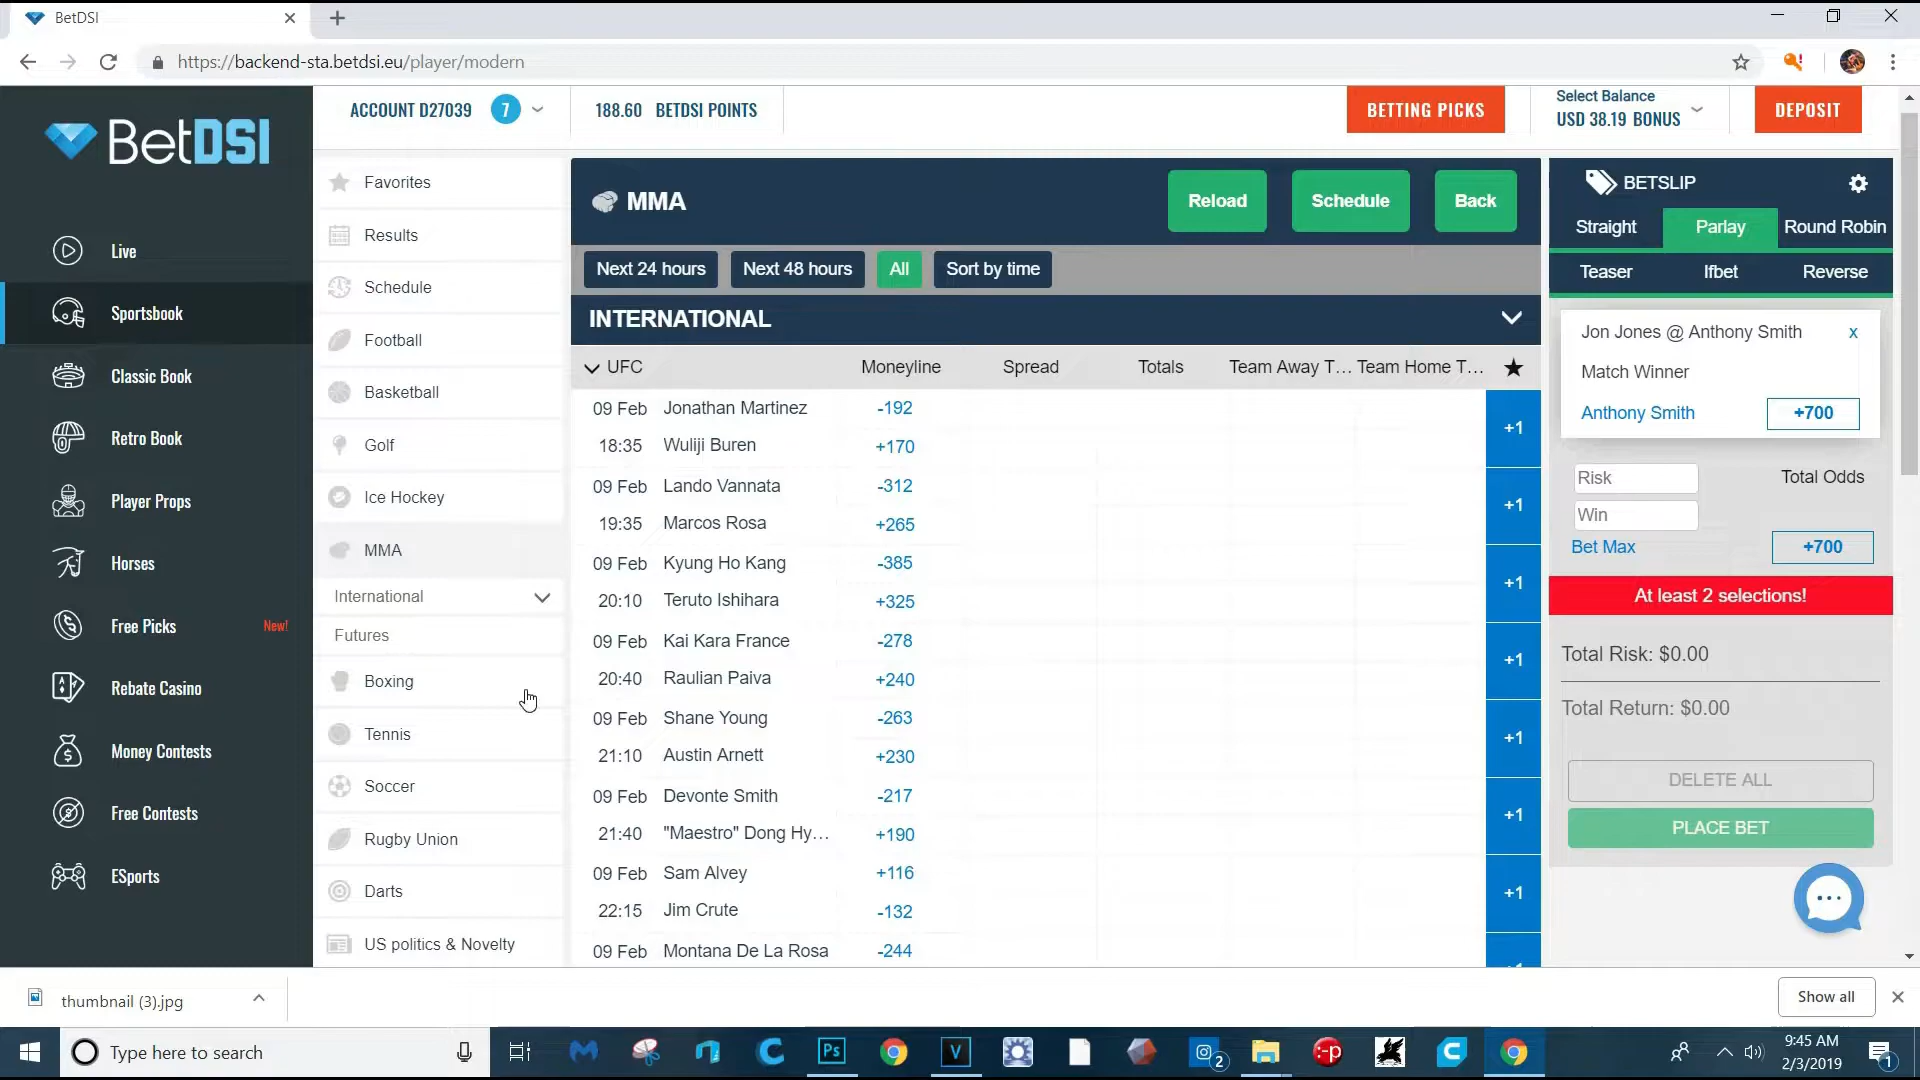 BetDSI
https://backend-sta.betdsi.eu/player/modern
BetDSI
ACCOUNT D27039 7
188.60 BETDSI POINTS
BETTING PICKS
Select Balance
USD 38.19 BONUS
DEPOSIT
Live
Sportsbook
Classic Book
Retro Book
Player Props
Horses
Free Picks New!
Rebate Casino
Money Contests
Free Contests
ESports
Favorites
Results
Schedule
Football
Basketball
Golf
Ice Hockey
MMA
International
Futures
Boxing
Tennis
Soccer
Rugby Union
Darts
US politics & Novelty
MMA
Reload Schedule Back
Next 24 hours Next 48 hours All Sort by time
INTERNATIONAL
UFC Moneyline Spread Totals Team Away T... Team Home T...
09 Feb Jonathan Martinez -192
18:35 Wuliji Buren +170
+1
09 Feb Lando Vannata -312
19:35 Marcos Rosa +265
+1
09 Feb Kyung Ho Kang -385
20:10 Teruto Ishihara +325
+1
09 Feb Kai Kara France -278
20:40 Raulian Paiva +240
+1
09 Feb Shane Young -263
21:10 Austin Arnett +230
+1
09 Feb Devonte Smith -217
21:40 "Maestro" Dong Hy... +190
+1
09 Feb Sam Alvey +116
22:15 Jim Crute -132
+1
09 Feb Montana De La Rosa -244
BETSLIP
Straight Parlay Round Robin
Teaser Ifbet Reverse
Jon Jones @ Anthony Smith x
Match Winner
Anthony Smith +700
Risk Total Odds
Win
Bet Max +700
At least 2 selections!
Total Risk: $0.00
Total Return: $0.00
DELETE ALL
PLACE BET
thumbnail (3).jpg
Show all
Type here to search
Ps
V
2
:-p
9:45 AM
2/3/2019
1